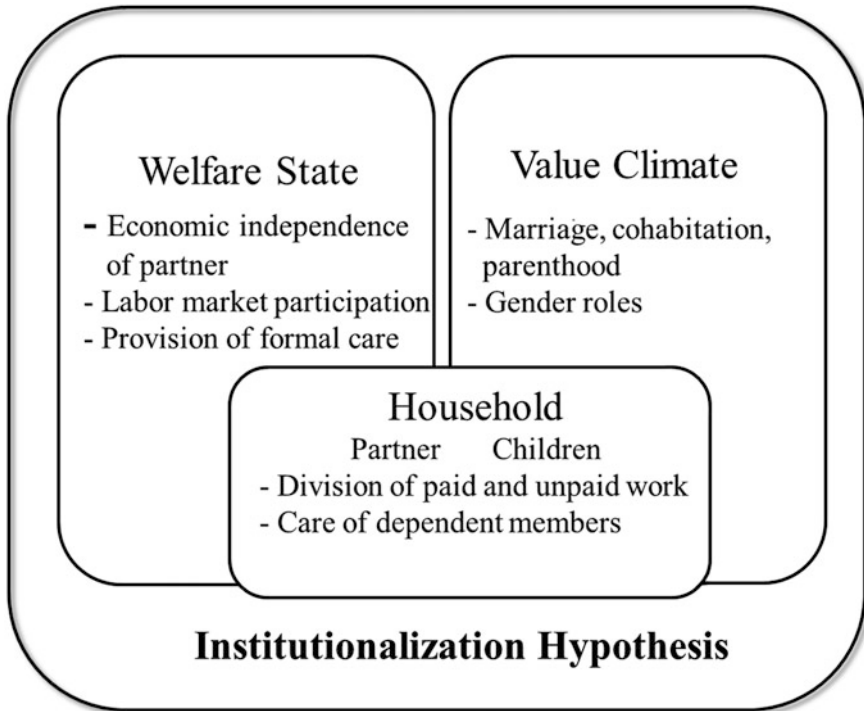 Welfare State
- Economic independence
of partner
- Labor market participation
- Provision of formal care
Value Climate
- Marriage, cohabitation,
parenthood
- Gender roles
Household
Partner Children
- Division of paid and unpaid work
- Care of dependent members
Institutionalization Hypothesis